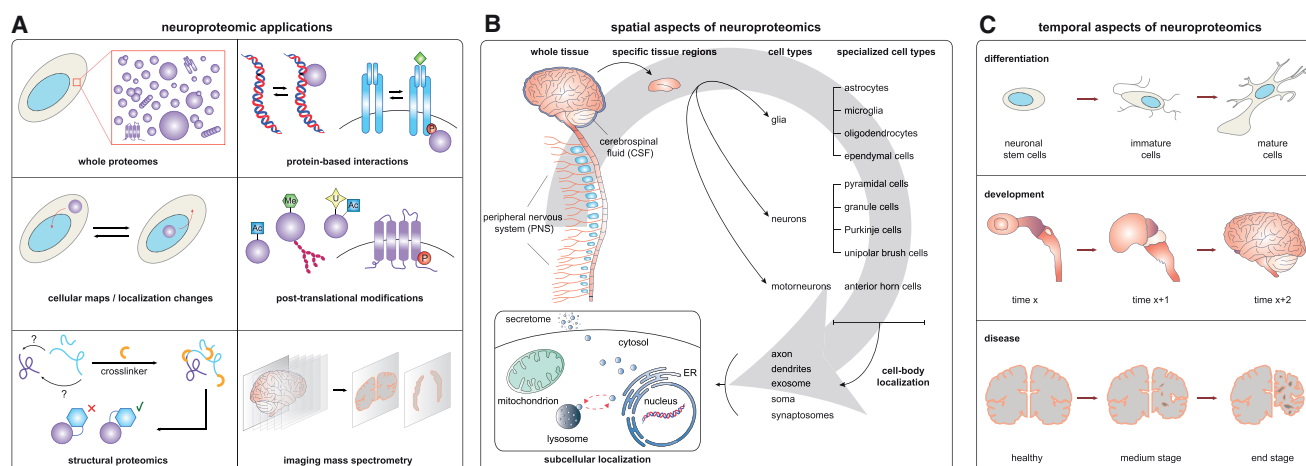 A
neuroproteomic applications
whole proteomes
P
protein-based interactions
cellular maps / localization changes
Ac
Me
U
Ac
P
post-translational modifications
?
?
crosslinker
structural proteomics
imaging mass spectrometry
B
spatial aspects of neuroproteomics
whole tissue
specific tissue regions
cell types
specialized cell types
cerebrospinal
fluid (CSF)
peripheral nervous
system (PNS)
glia
astrocytes
microglia
oligodendrocytes
ependymal cells
neurons
pyramidal cells
granule cells
Purkinje cells
unipolar brush cells
motorneurons
anterior horn cells
cell-body
localization
axon
dendrites
exosome
soma
synaptosomes
secretome
cytosol
ER
mitochondrion
nucleus
lysosome
subcellular localization
C
temporal aspects of neuroproteomics
differentiation
neuronal
stem cells
immature
cells
mature
cells
development
time x
time x+1
time x+2
disease
healthy
medium stage
end stage